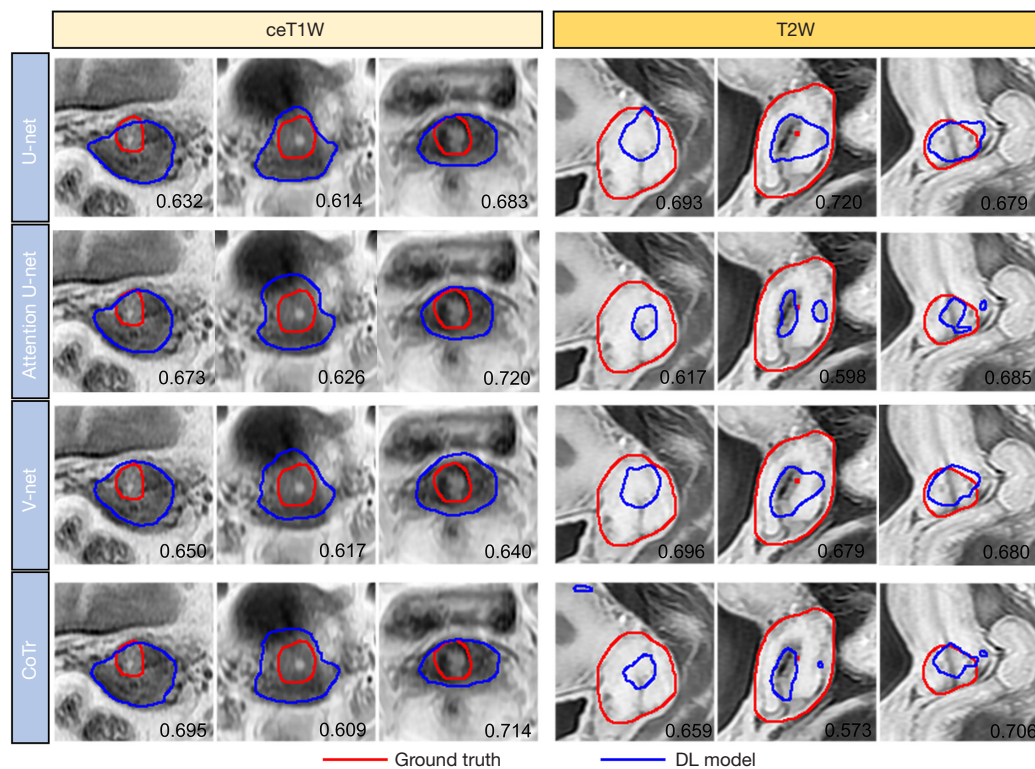 ceT1W T2W
U-net
0.632 0.614 0.683 0.693 0.720 0.679
Attention U-net
0.673 0.626 0.720 0.617 0.598 0.685
V-net
0.650 0.617 0.640 0.696 0.679 0.680
CoTr
0.695 0.609 0.714 0.659 0.573 0.706
Ground truth DL model